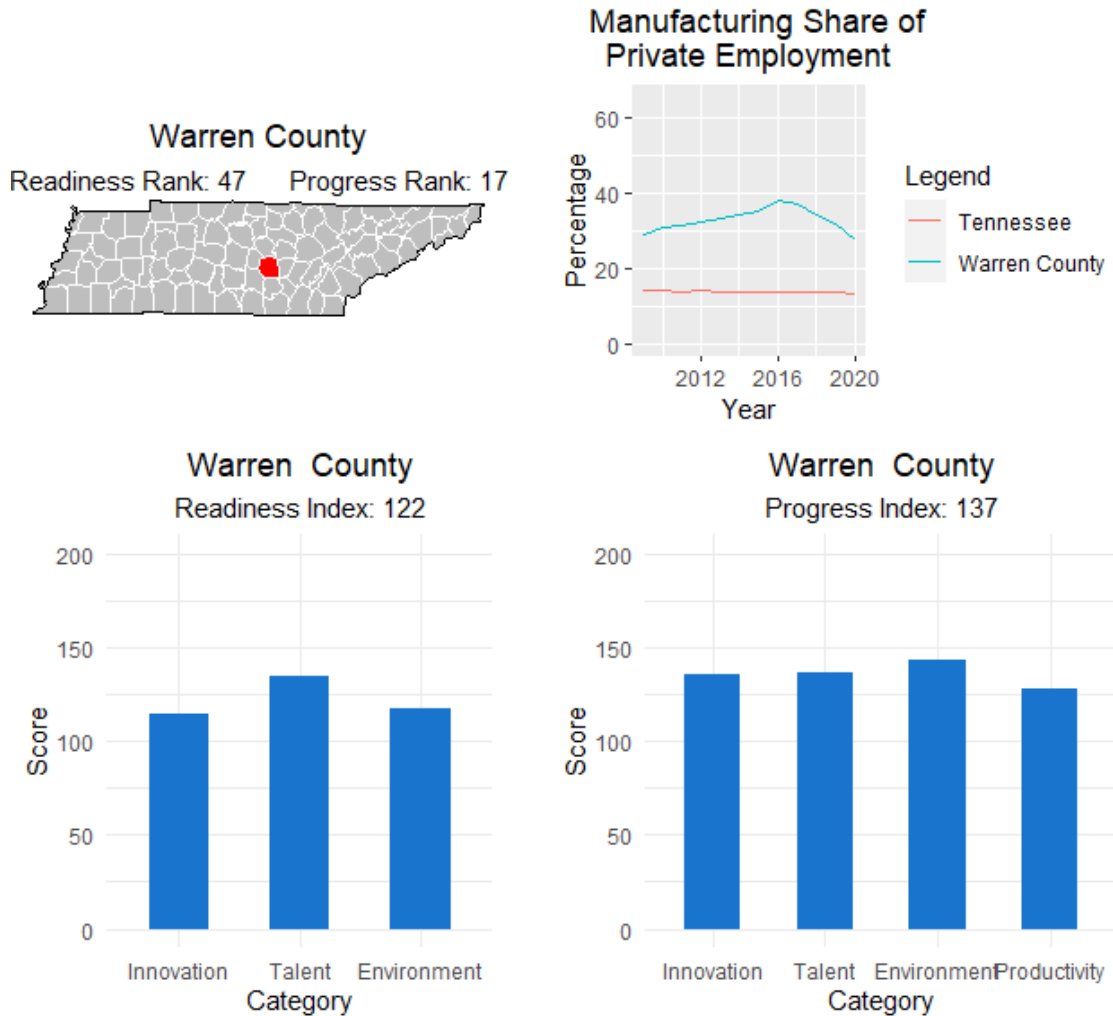 Warren County
Readiness Rank: 47 Progress Rank: 17
Manufacturing Share of
Private Employment
60
40
20
0
Percentage
2012 2016 2020
Year
Legend
Tennessee
Warren County
Warren County
Readiness Index: 122
200
150
100
50
0
Score
Innovation Talent Environment
Category
Warren County
Progress Index: 137
200
150
100
50
0
Score
Innovation Talent Environment Productivity
Category